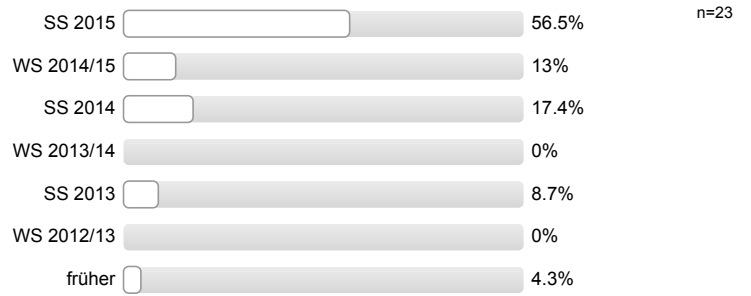 SS 2015 56.5% n=23
WS 2014/15 13%
SS 2014 17.4%
WS 2013/14 0%
SS 2013 8.7%
WS 2012/13 0%
früher 4.3%